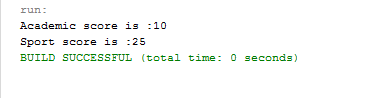 run:
Academic score is :10
Sport score is :25
BUILD SUCCESSFUL (total time: 0 seconds)